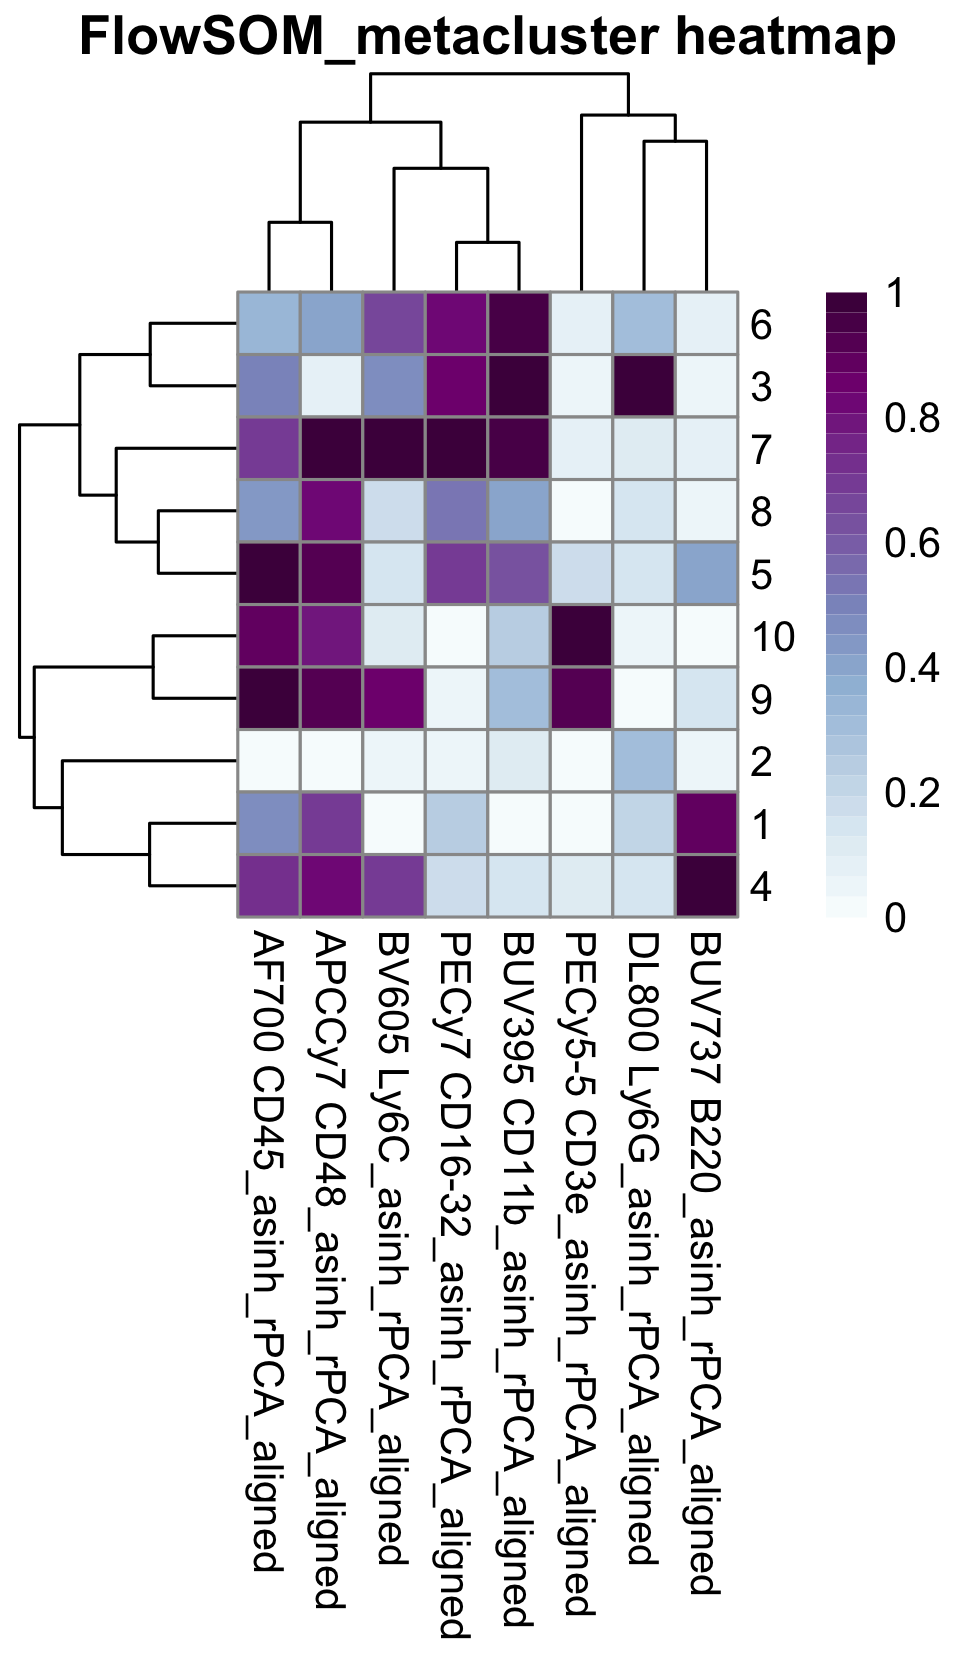 FlowSOM_metacluster heatmap
6
3
7
8
5
10
9
2
1
4
1
0.8
0.6
0.4
0.2
0
AF700 CD45_asinh_rPCA_aligned
APCCy7 CD48_asinh_rPCA_aligned
BV605 Ly6C_asinh_rPCA_aligned
PECy7 CD16-32_asinh_rPCA_aligned
BUV395 CD11b_asinh_rPCA_aligned
PECy5-5 CD3e_asinh_rPCA_aligned
DL800 Ly6G_asinh_rPCA_aligned
BUV737 B220_asinh_rPCA_aligned